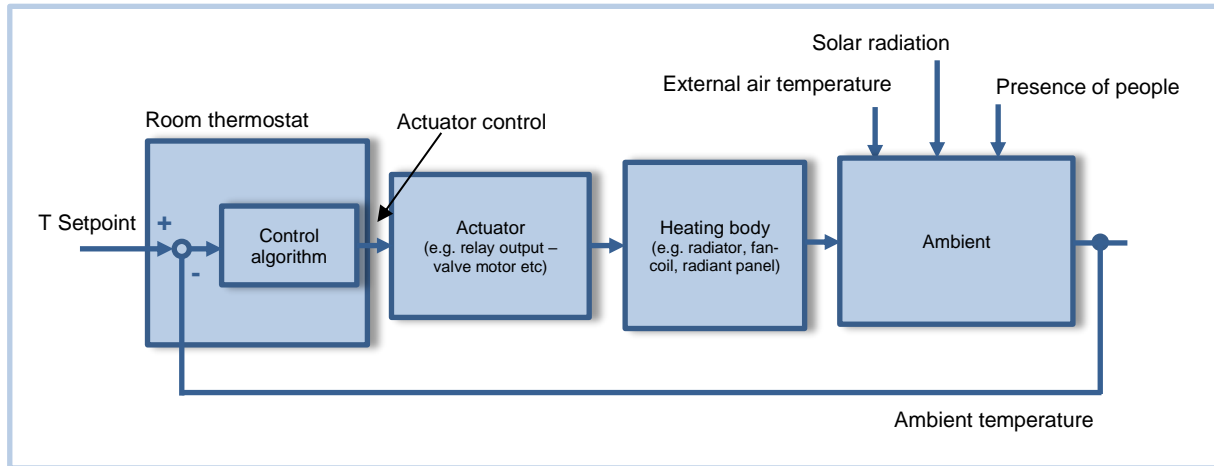 Solar radiation
External air temperature
Presence of people
Room thermostat
Actuator control
T Setpoint
+
-
Control
algorithm
Actuator
(e.g. relay output –
valve motor etc)
Heating body
(e.g. radiator, fan-
coil, radiant panel)
Ambient
Ambient temperature